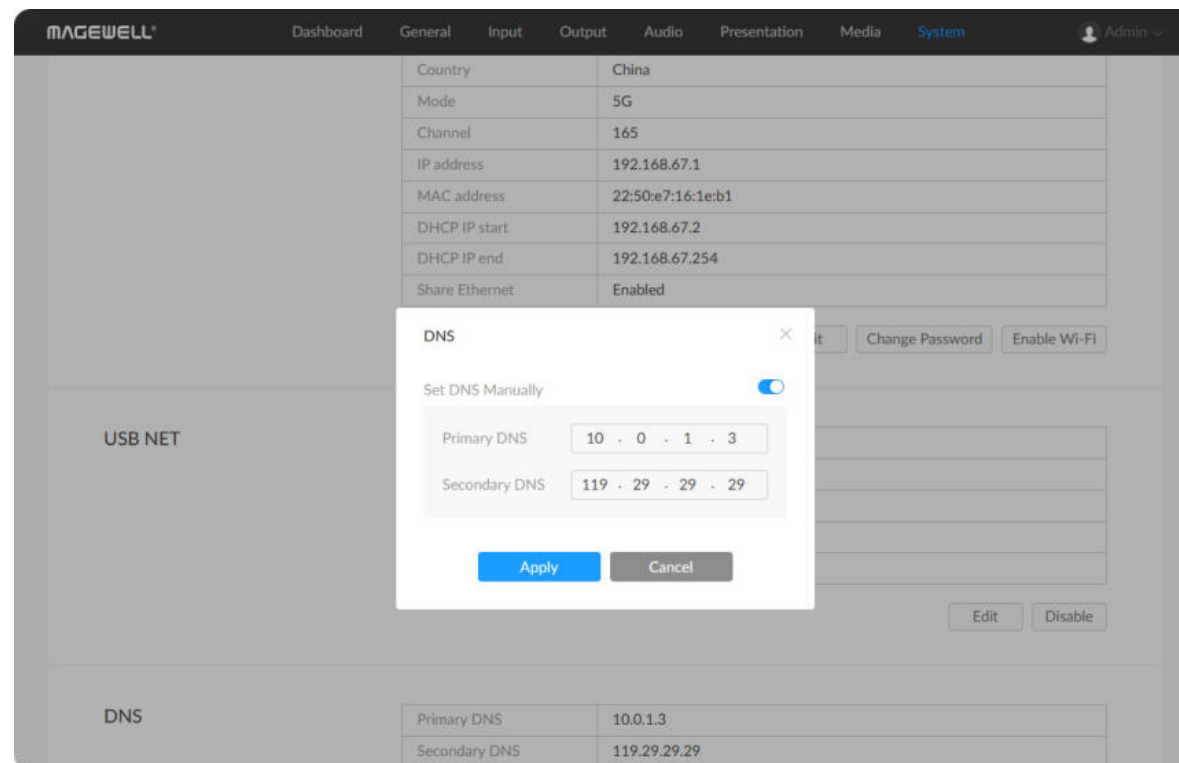 MAGEWELL® Dashboard General Input Output Audio Presentation Media System Admin
Country China
Mode 5G
Channel 165
IP address 192.168.67.1
MAC address 22:50:e7:16:1e:b1
DHCP IP start 192.168.67.2
DHCP IP end 192.168.67.254
Share Ethernet Enabled
Change Password Enable Wi-Fi
DNS
Set DNS Manually
Primary DNS 10 . 0 . 1 . 3
Secondary DNS 119 . 29 . 29 . 29
Apply Cancel
USB NET
Edit Disable
DNS
Primary DNS 10.0.1.3
Secondary DNS 119.29.29.29